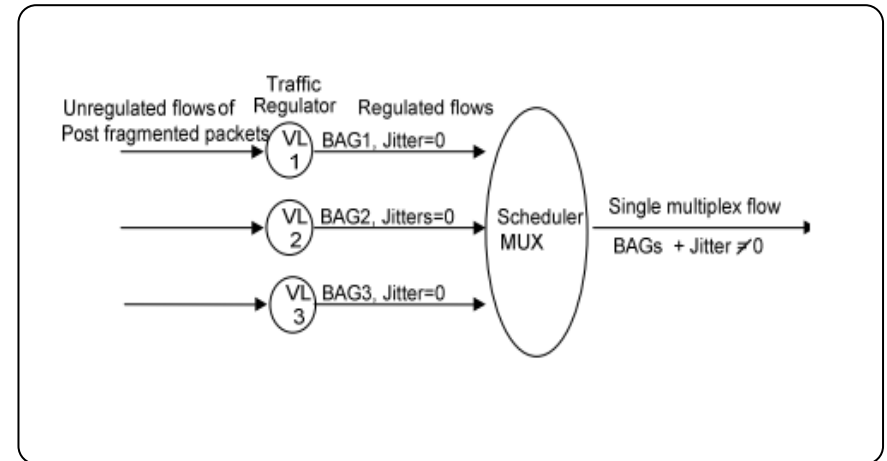 Traffic
Regulator
Unregulated flows of
Post fragmented packets
Regulated flows
VL
1
BAG1, Jitter=0
VL
2
BAG2, Jitters=0
VL
3
BAG3, Jitter=0
Scheduler
MUX
Single multiplex flow
BAGs + Jitter ≠0